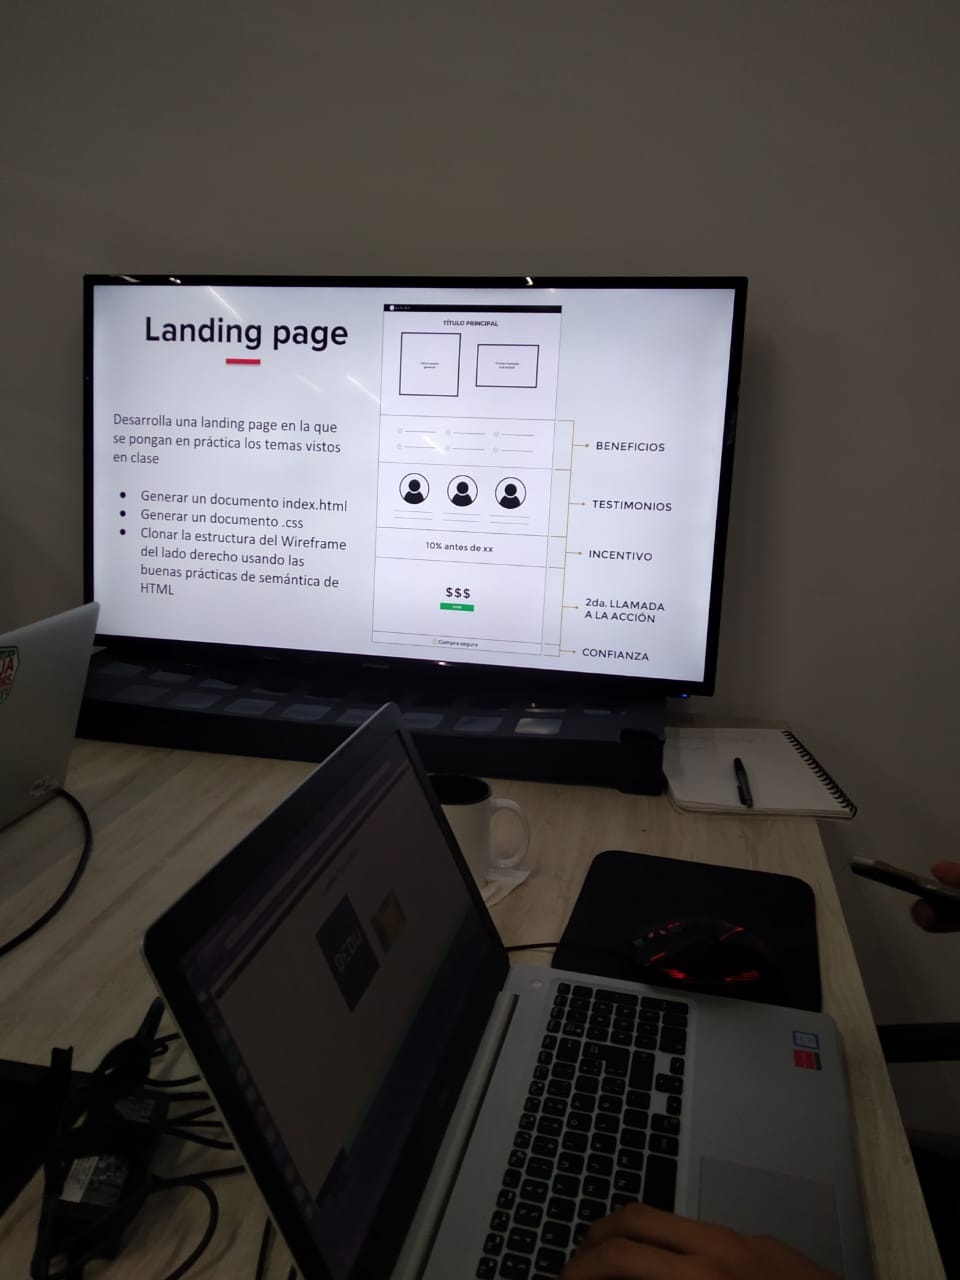 Landing page
Desarrolla una landing page en la que
se pongan en práctica los temas vistos
en clase
● Generar un documento index.html
● Generar un documento .css
● Clonar la estructura del Wireframe
del lado derecho usando las
buenas prácticas de semántica de
HTML
TÍTULO PRINCIPAL
general
BENEFICIOS
TESTIMONIOS
10% antes de xx
INCENTIVO
$$$
2da. LLAMADA
A LA ACCIÓN
Compra segura
CONFIANZA